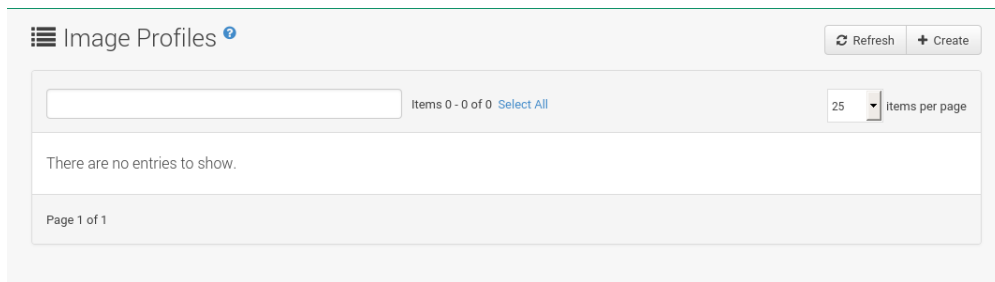 Image Profiles ?
Refresh + Create
Items 0 - 0 of 0 Select All 25 items per page
There are no entries to show.
Page 1 of 1